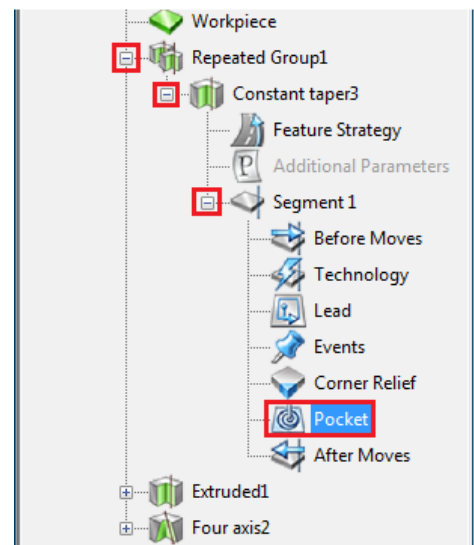 Workpiece
Repeated Group1
Constant taper3
Feature Strategy
P Additional Parameters
Segment 1
Before Moves
Technology
Lead
Events
Corner Relief
Pocket
After Moves
Extruded1
Four axis2